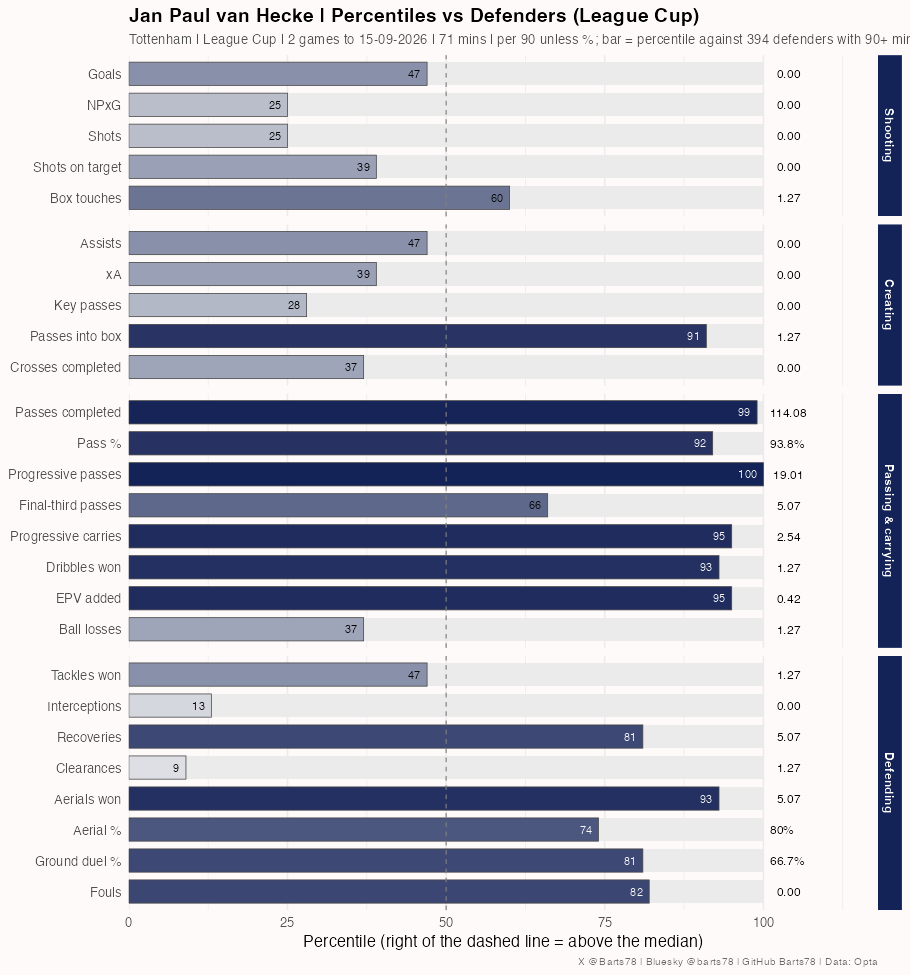 Jan Paul van Hecke | Percentiles vs Defenders (League Cup)
Tottenham | League Cup | 2 games to 15-09-2026 | 71 mins | per 90 unless %; bar = percentile against 394 defenders with 90+ min
Goals 47 0.00
NPxG 25 0.00
Shots 25 0.00
Shots on target 39 0.00
Box touches 60 1.27
Shooting
Assists 47 0.00
xA 39 0.00
Key passes 28 0.00
Passes into box 91 1.27
Crosses completed 37 0.00
Creating
Passes completed 99 114.08
Pass % 92 93.8%
Progressive passes 100 19.01
Final-third passes 66 5.07
Progressive carries 95 2.54
Dribbles won 93 1.27
EPV added 95 0.42
Ball losses 37 1.27
Passing & carrying
Tackles won 47 1.27
Interceptions 13 0.00
Recoveries 81 5.07
Clearances 9 1.27
Aerials won 93 5.07
Aerial % 74 80%
Ground duel % 81 66.7%
Fouls 82 0.00
Defending
0 25 50 75 100
Percentile (right of the dashed line = above the median)
X @Barts78 | Bluesky @barts78 | GitHub Barts78 | Data: Opta